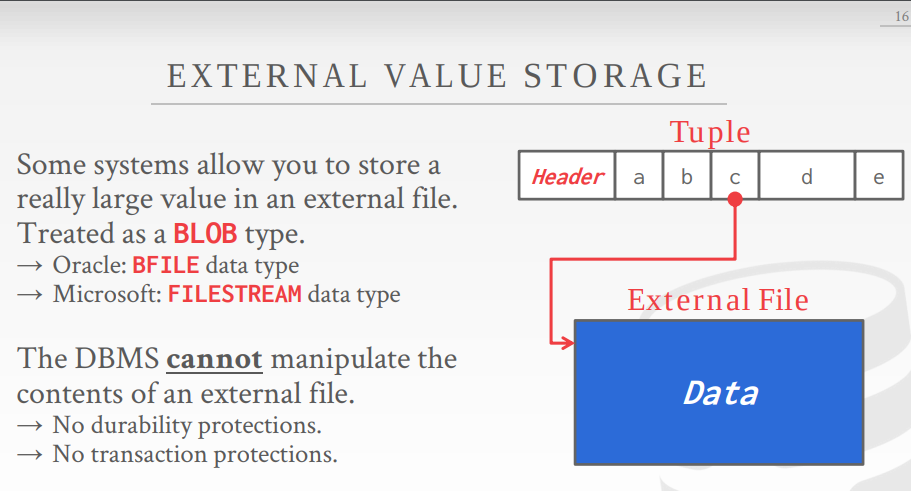 16
EXTERNAL VALUE STORAGE
Some systems allow you to store a
really large value in an external file.
Treated as a BLOB type.
→ Oracle: BFILE data type
→ Microsoft: FILESTREAM data type
The DBMS cannot manipulate the
contents of an external file.
→ No durability protections.
→ No transaction protections.
Tuple
Header a b c d e
External File
Data